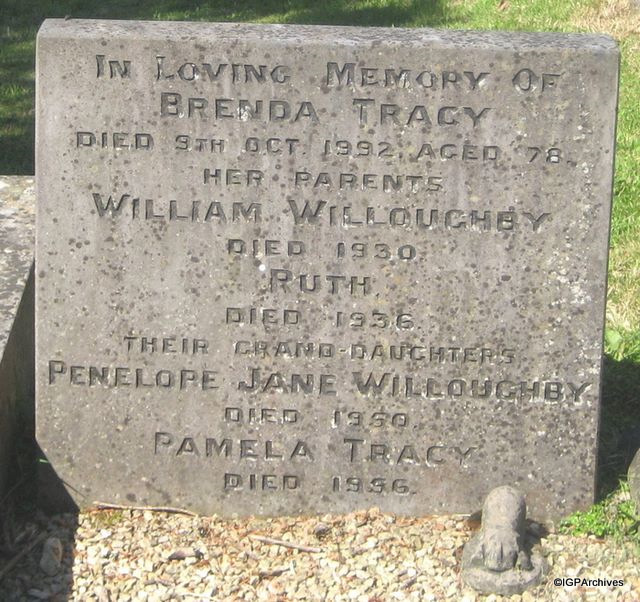 In Loving Memory Of
Brenda Tracy
DIED 9TH OCT. 1992. AGED 78.
HER PARENTS
William Willoughby
DIED 1930
Ruth.
DIED 1936.
THEIR GRAND-DAUGHTERS
Penelope Jane Willoughby
DIED 1950.
Pamela Tracy
DIED 1956.
©IGPArchives